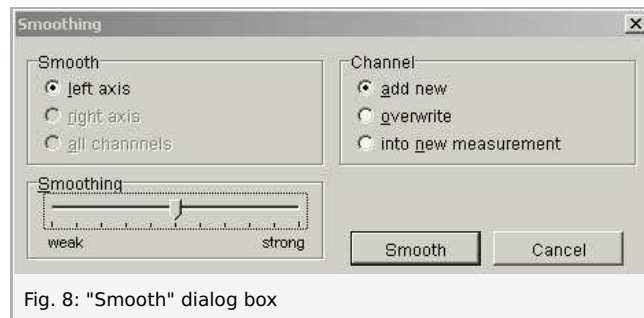 Smoothing
Smooth
left axis
right axis
all channnels
Channel
add new
overwrite
into new measurement
Smoothing
weak strong
Smooth Cancel
Fig. 8: "Smooth" dialog box